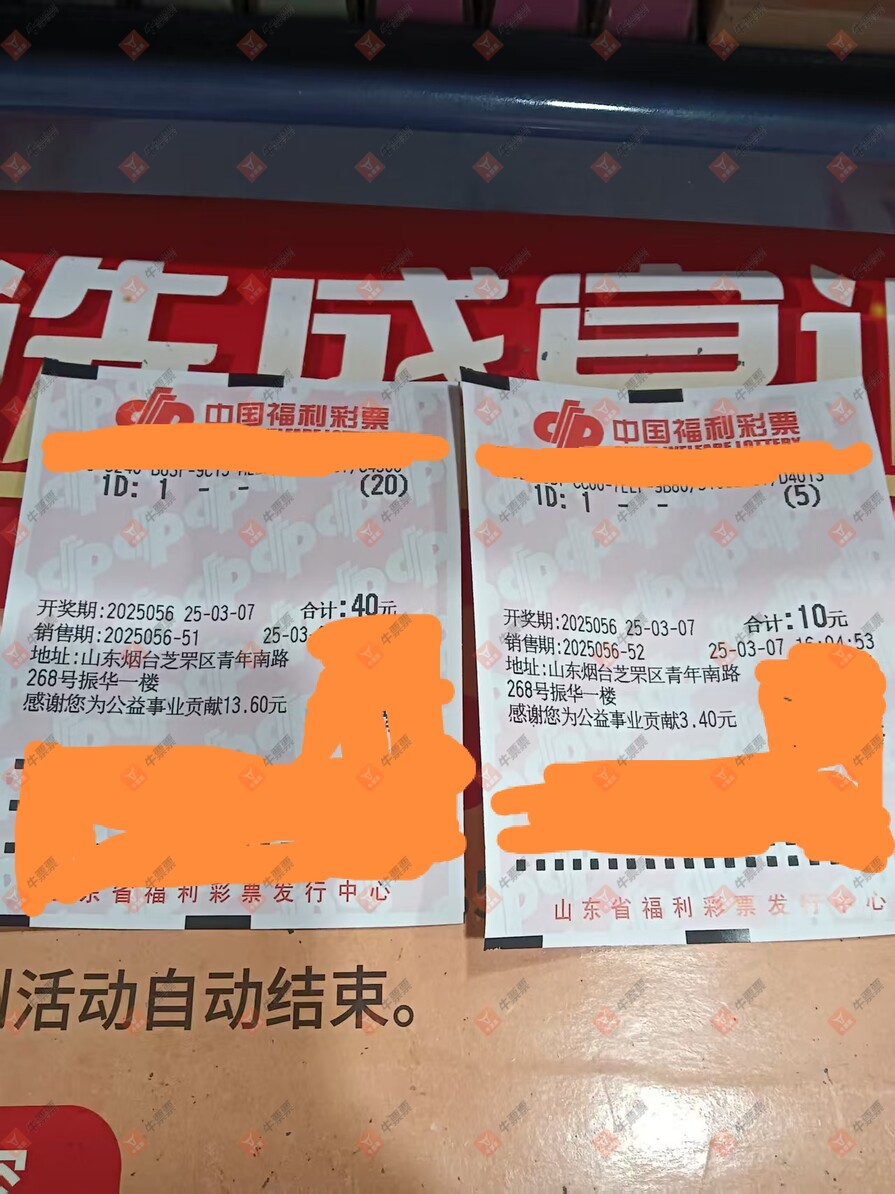 中国福利彩票
1D: 1 - - (20)
开奖期:2025056 25-03-07 合计:40元
销售期:2025056-51 25-03-
地址:山东烟台芝罘区青年南路
268号振华一楼
感谢您为公益事业贡献13.60元
东省福利彩票发行中心
中国福利彩票
1D: 1 - - (5)
开奖期:2025056 25-03-07 合计:10元
销售期:2025056-52 25-03-07 16:04:53
地址:山东烟台芝罘区青年南路
268号振华一楼
感谢您为公益事业贡献3.40元
山东省福利彩票发行中心
活动自动结束。
牛票票